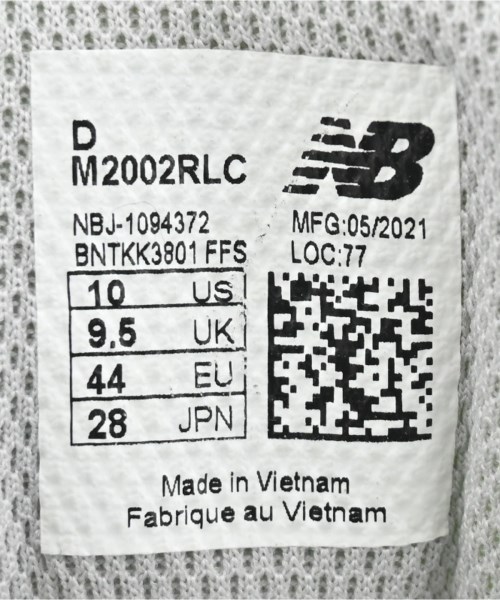 D
M2002RLC
NB
NBJ-1094372
MFG:05/2021
BNTKK3801 FFS
LOC:77
10 US
9.5 UK
44 EU
28 JPN
Made in Vietnam
Fabrique au Vietnam